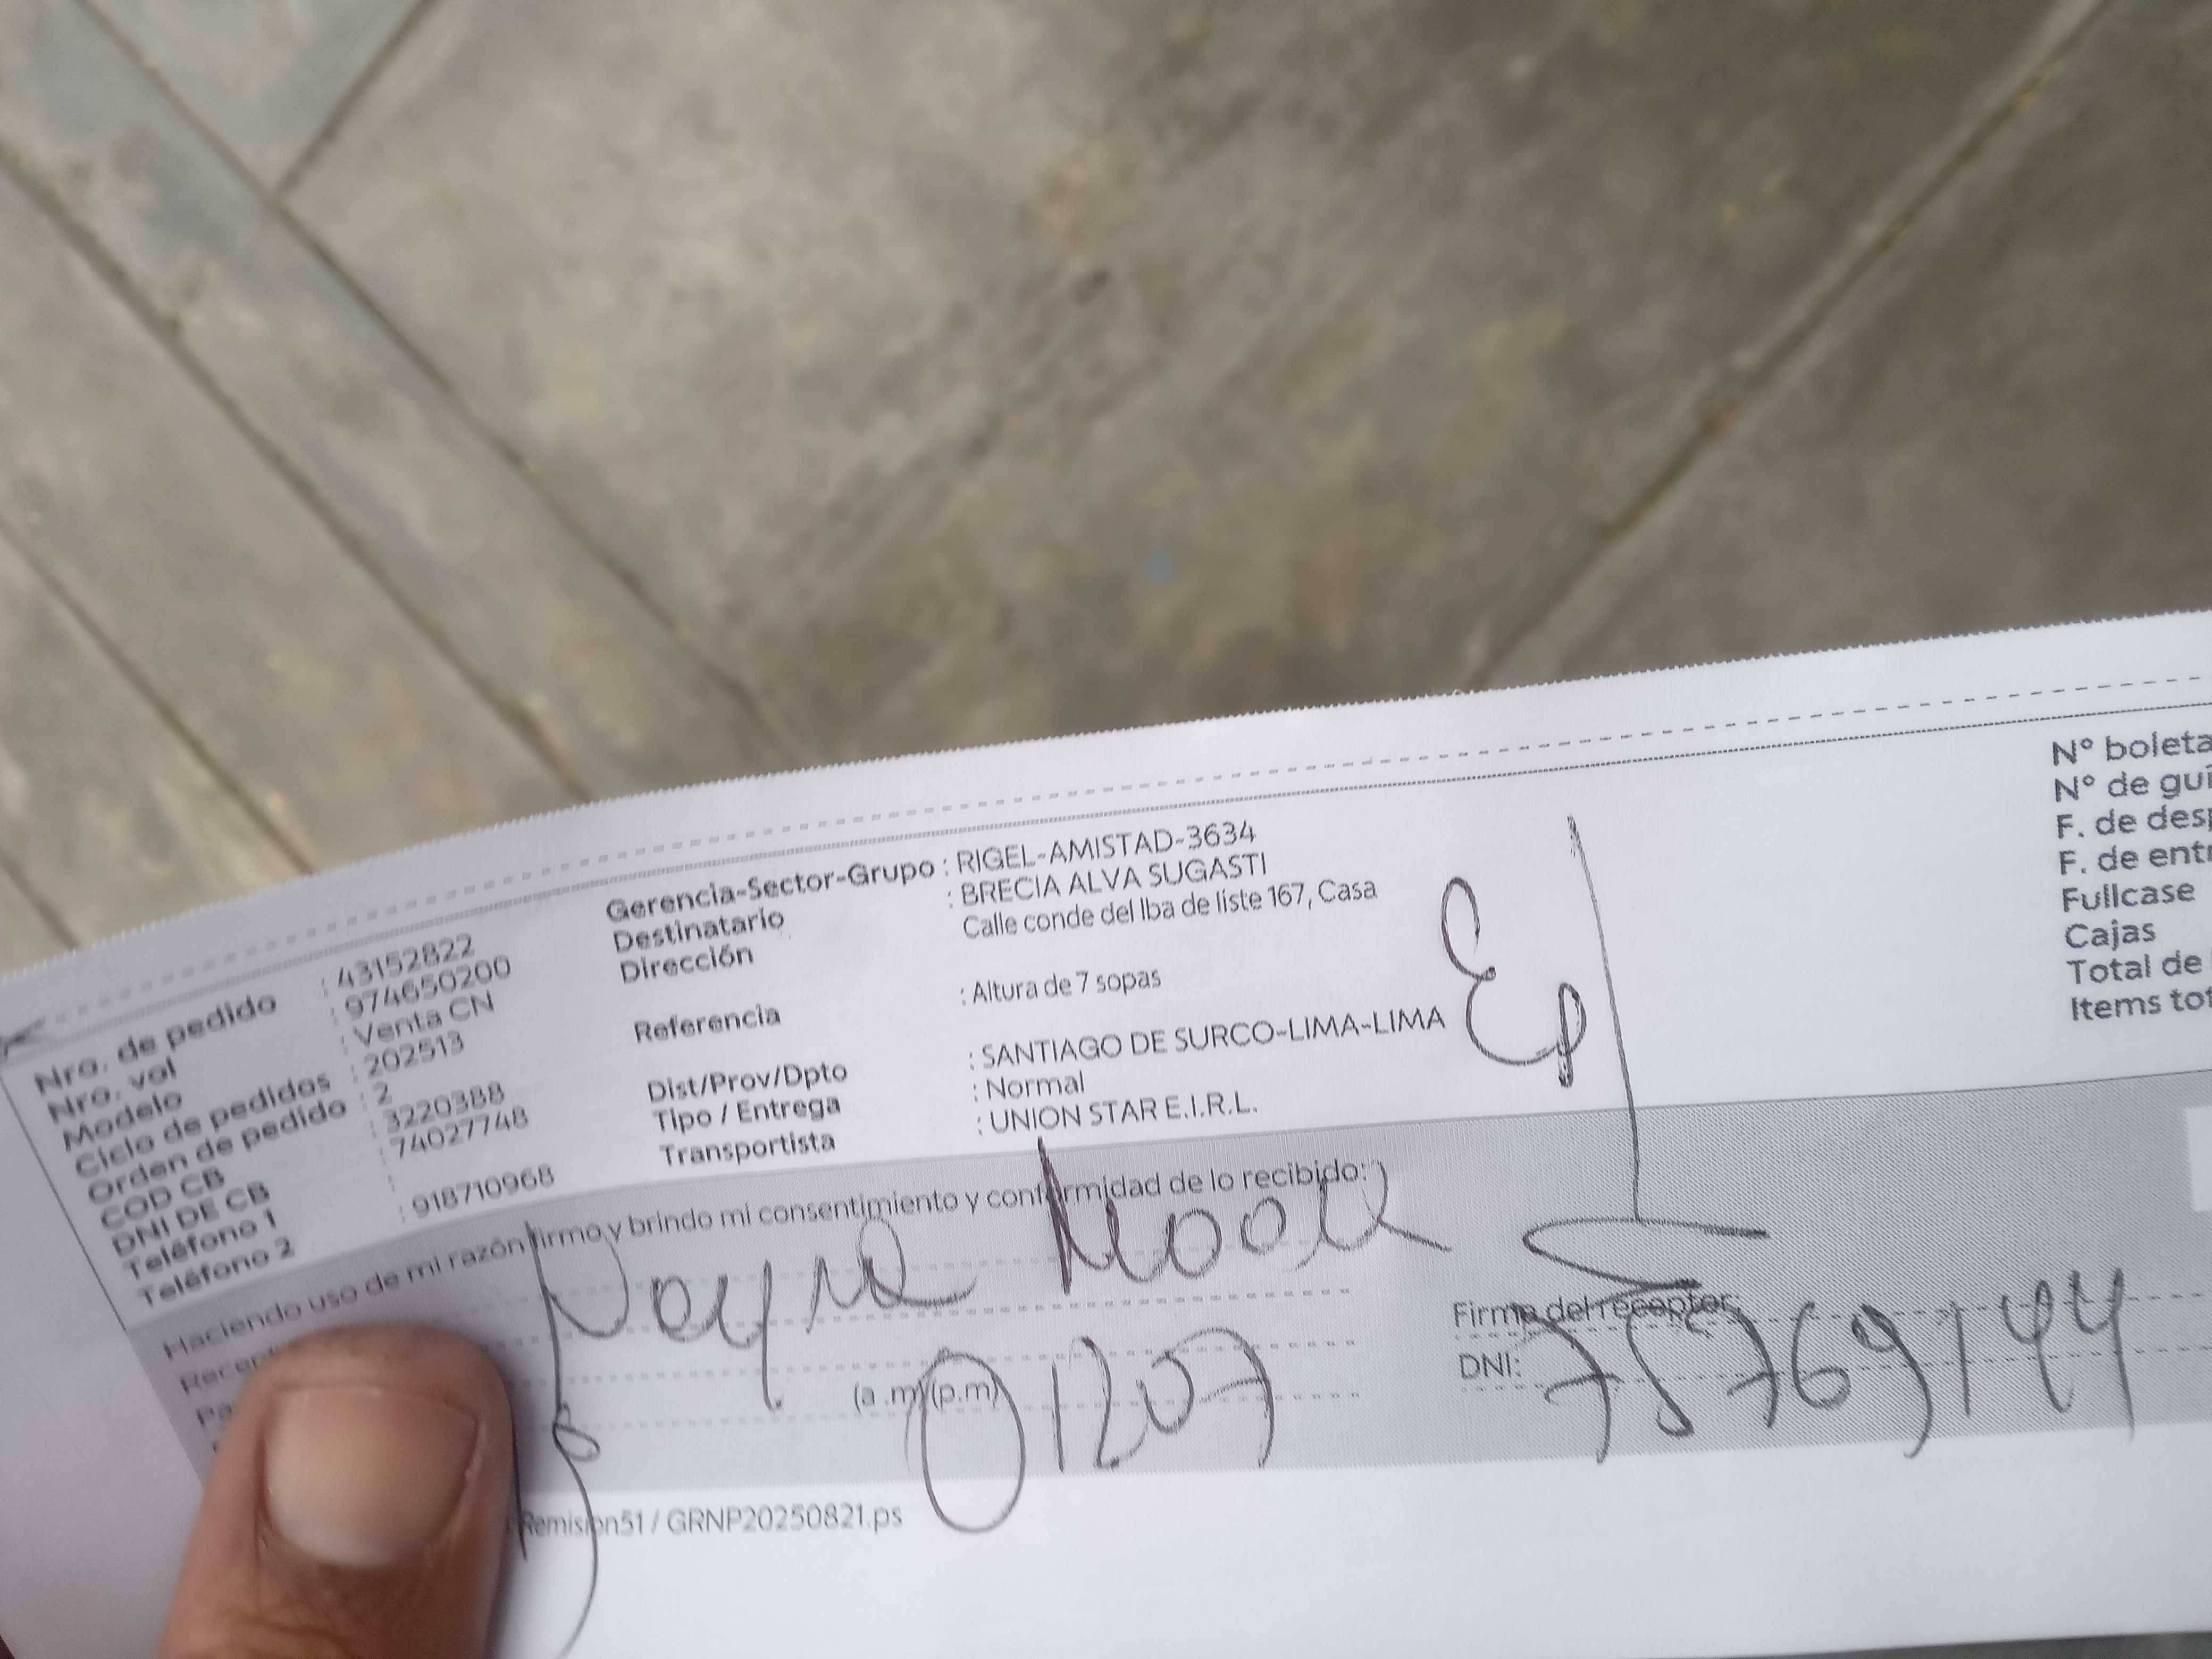 Nro. de pedido : 43152822
Nro. vol : 974650200
Modelo : Venta CN
Ciclo de pedidos : 202513
Orden de pedido : 2
COD CB : 3220388
DNI DE CB : 74027748
Teléfono 1 :
Teléfono 2 : 918710968
Gerencia-Sector-Grupo : RIGEL-AMISTAD-3634
Destinatario : BRECIA ALVA SUGASTI
Dirección Calle conde del lba de liste 167, Casa
Referencia : Altura de 7 sopas
Dist/Prov/Dpto : SANTIAGO DE SURCO-LIMA-LIMA
Tipo / Entrega : Normal
Transportista : UNION STAR E.I.R.L.
N° boleta
N° de guí
F. de desp
F. de entr
Fullcase
Cajas
Total de
Items tot
Haciendo uso de mi razón firmo y brindo mi consentimiento y conformidad de lo recibido:
Recep
Pa
(a .m) (p.m)
01207
Firma del receptor:
DNI: 75769144
Remision51 / GRNP20250821.ps